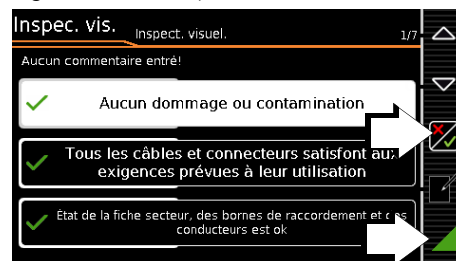 Inspec. vis.
Inspect. visuel.
1/7
Aucun commentaire entré!
Aucun dommage ou contamination
Tous les câbles et connecteurs satisfont aux
exigences prévues à leur utilisation
État de la fiche secteur, des bornes de raccordement et des
conducteurs est ok